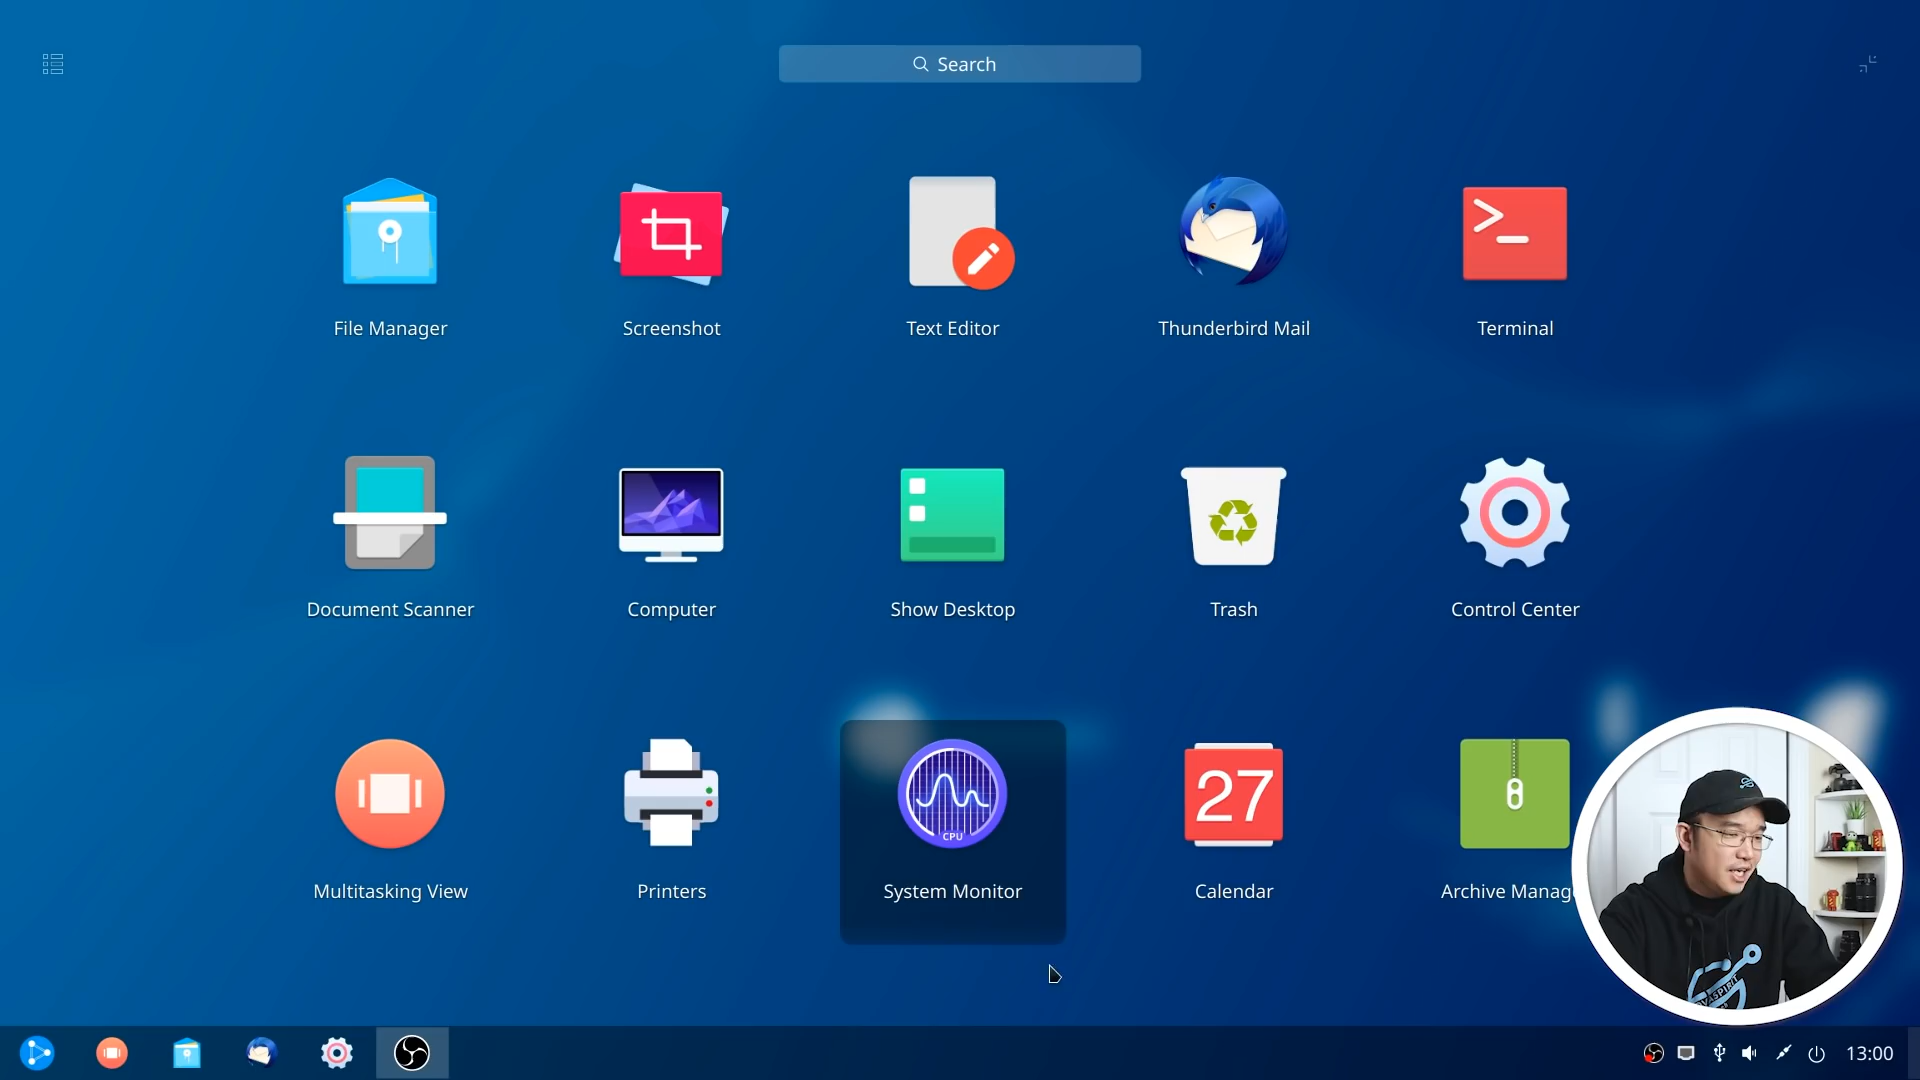 Search
File Manager
Screenshot
Text Editor
Thunderbird Mail
>_
Terminal
Document Scanner
Computer
Show Desktop
Trash
Control Center
CPU
27
Multitasking View
Printers
System Monitor
Calendar
Archive Manag
13:00